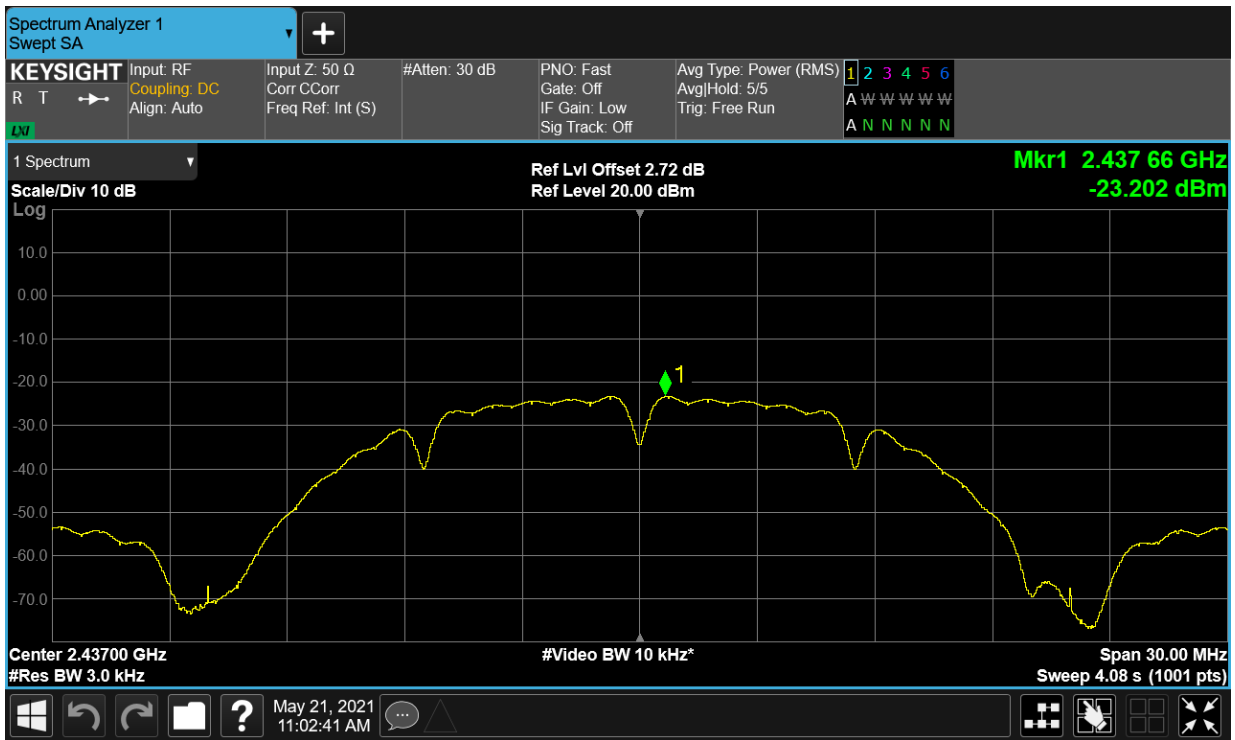 Spectrum Analyzer 1
Swept SA
+
KEYSIGHT
R T
LXI
Input: RF
Coupling: DC
Align: Auto
Input Z: 50 Ω
Corr CCorr
Freq Ref: Int (S)
#Atten: 30 dB
PNO: Fast
Gate: Off
IF Gain: Low
Sig Track: Off
Avg Type: Power (RMS)
Avg|Hold: 5/5
Trig: Free Run
1 2 3 4 5 6
A W W W W W
A N N N N N
1 Spectrum
Scale/Div 10 dB
Log
Ref Lvl Offset 2.72 dB
Ref Level 20.00 dBm
Mkr1 2.437 66 GHz
-23.202 dBm
10.0
0.00
-10.0
-20.0
-30.0
-40.0
-50.0
-60.0
-70.0
1
Center 2.43700 GHz
#Res BW 3.0 kHz
#Video BW 10 kHz*
Span 30.00 MHz
Sweep 4.08 s (1001 pts)
?
May 21, 2021
11:02:41 AM